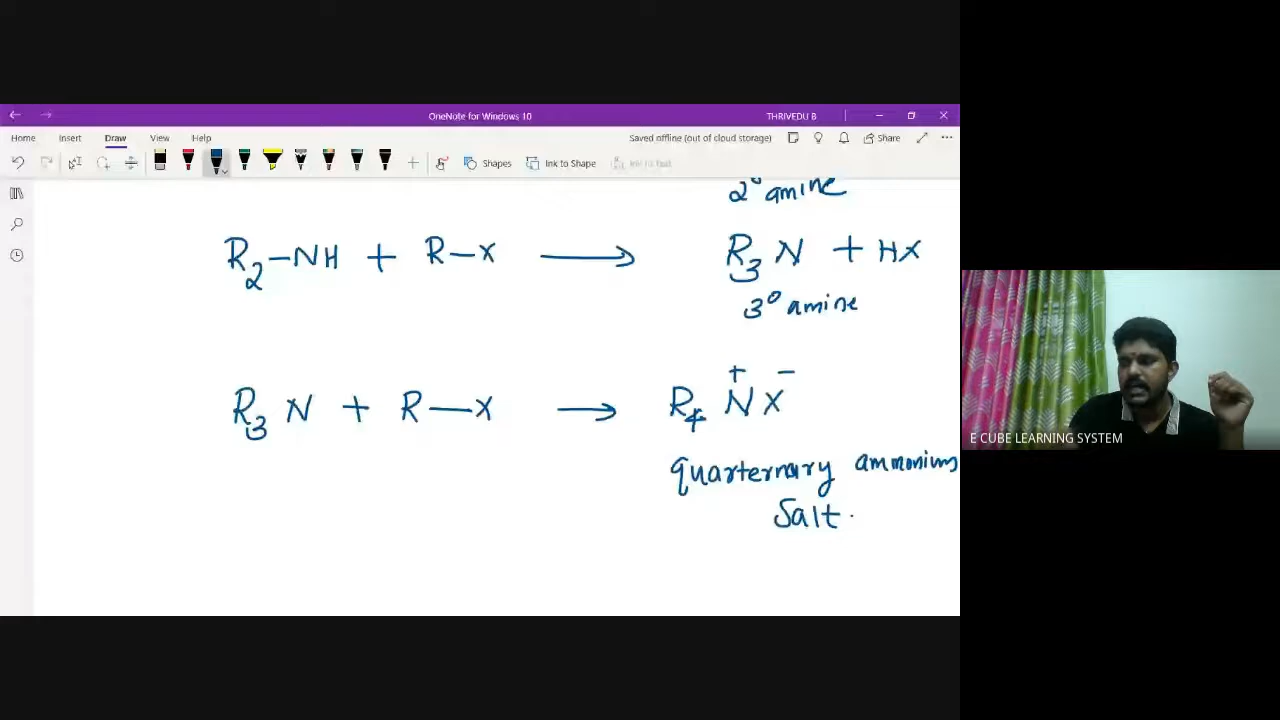 OneNote for Windows 10
THRIVEDU B
Home Insert Draw View Help
Saved offline (out of cloud storage)
Share
Shapes
Ink to Shape
2° amine
R₂–NH + R–X ⟶ R₃N + HX
3° amine
R₃N + R–X ⟶ R₄N⁺X⁻
quarternary ammonium
Salt.
E CUBE LEARNING SYSTEM